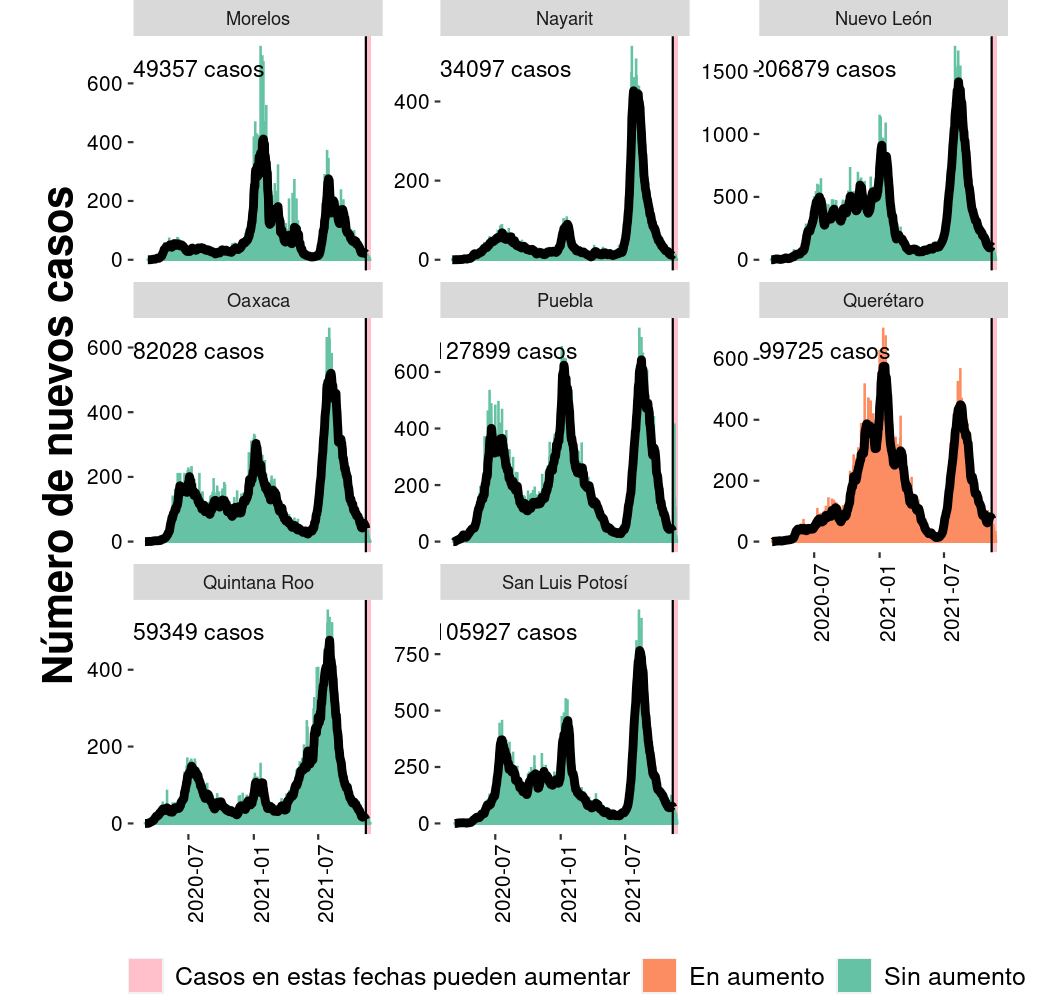 Número de nuevos casos
Morelos
Nayarit
Nuevo León
49357 casos
34097 casos
206879 casos
600
400
200
0
400
200
0
1500
1000
500
0
Oaxaca
Puebla
Querétaro
82028 casos
127899 casos
99725 casos
600
400
200
0
600
400
200
0
600
400
200
0
2020-07
2021-01
2021-07
Quintana Roo
San Luis Potosí
59349 casos
105927 casos
400
200
0
750
500
250
0
2020-07
2021-01
2021-07
2020-07
2021-01
2021-07
Casos en estas fechas pueden aumentar
En aumento
Sin aumento